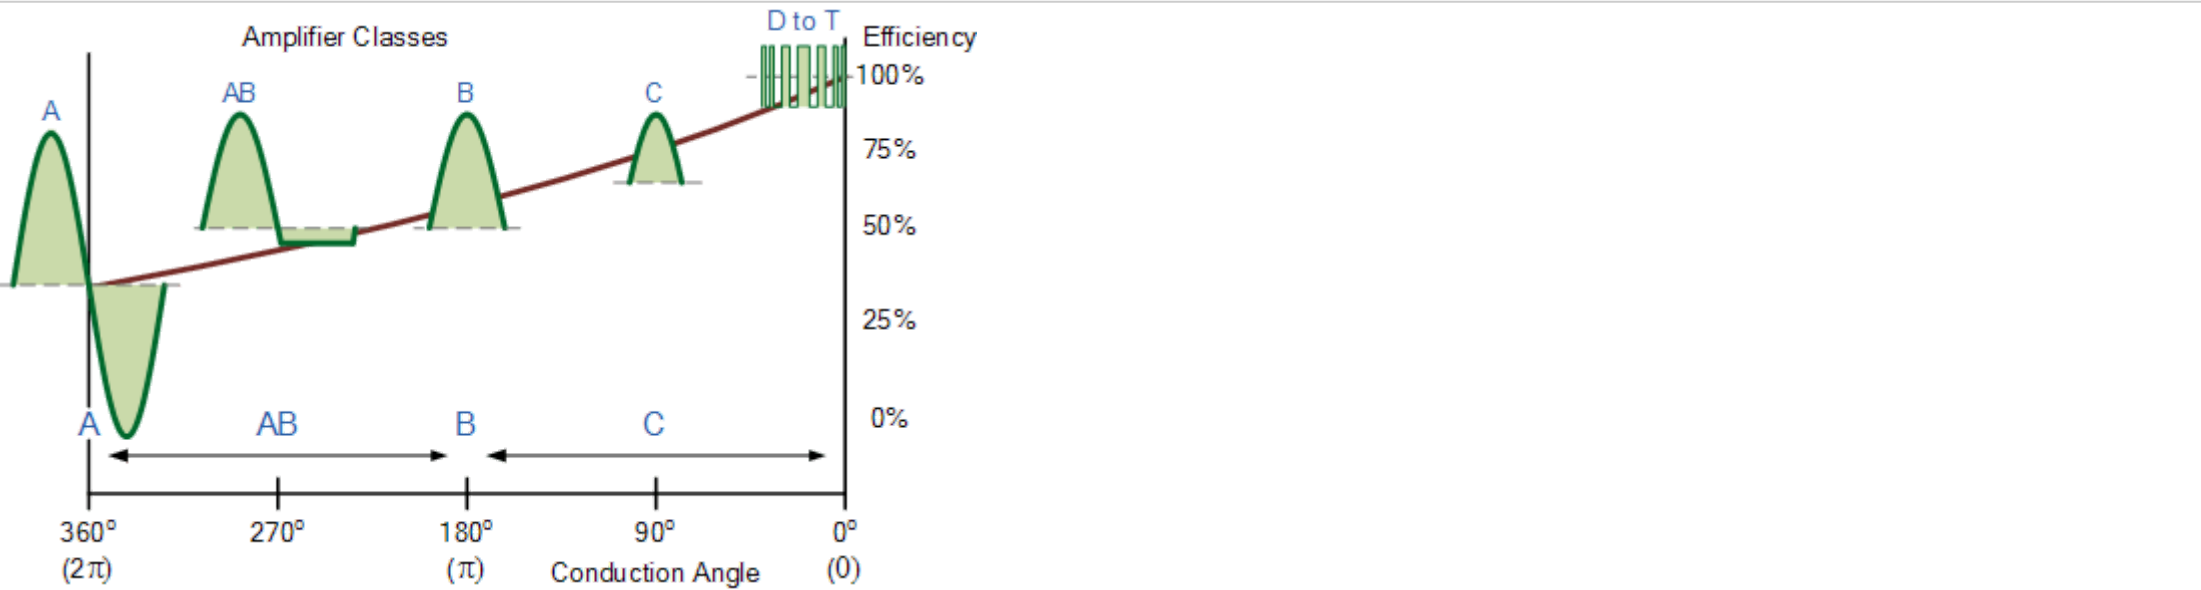 D to T
Amplifier Classes
Efficiency
100%
A
AB
B
C
75%
50%
25%
0%
A
AB
B
C
360°
270°
180°
90°
0°
(2π)
(π)
Conduction Angle
(0)